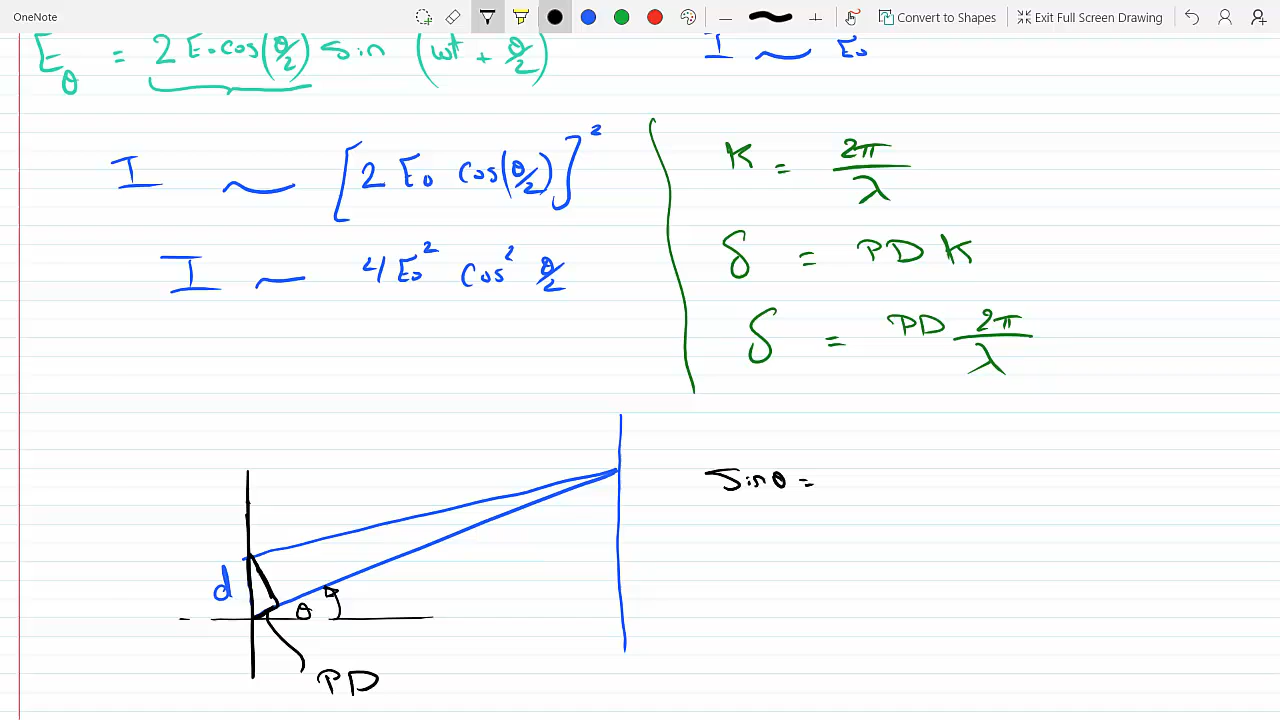 OneNote
Convert to Shapes
Exit Full Screen Drawing
E_θ = 2 E₀ cos(θ/2) sin (ωt + θ/2)
I ~ E₀
I ~ [2 E₀ cos(θ/2)]²
I ~ 4 E₀² cos² θ/2
K = 2π/λ
δ = PD K
δ = PD 2π/λ
sinθ =
d
θ
PD